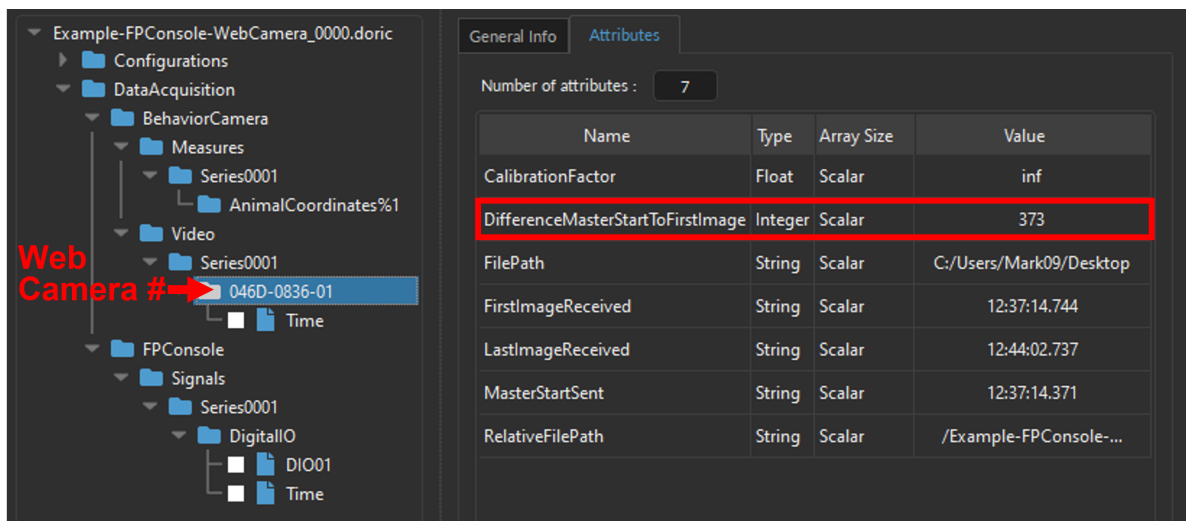 Example-FPConsole-WebCamera_0000.doric
Configurations
DataAcquisition
BehaviorCamera
Measures
Series0001
AnimalCoordinates%1
Video
Series0001
046D-0836-01
Time
FPConsole
Signals
Series0001
DigitalIO
DIO01
Time
Web
Camera #
General Info Attributes
Number of attributes : 7
Name Type Array Size Value
CalibrationFactor Float Scalar inf
DifferenceMasterStartToFirstImage Integer Scalar 373
FilePath String Scalar C:/Users/Mark09/Desktop
FirstImageReceived String Scalar 12:37:14.744
LastImageReceived String Scalar 12:44:02.737
MasterStartSent String Scalar 12:37:14.371
RelativeFilePath String Scalar /Example-FPConsole-...